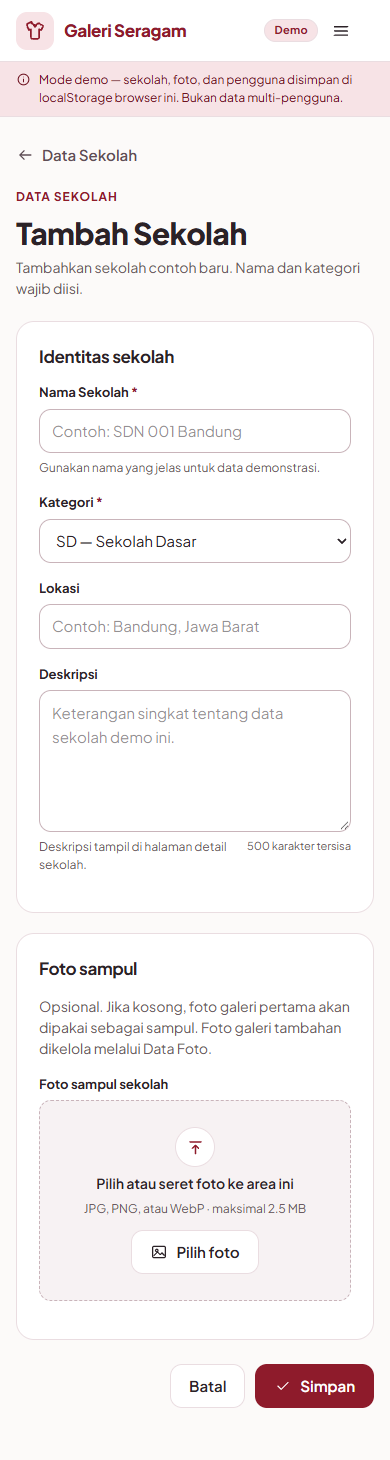 Galeri Seragam
Demo
Mode demo — sekolah, foto, dan pengguna disimpan di
localStorage browser ini. Bukan data multi-pengguna.
Data Sekolah
DATA SEKOLAH
Tambah Sekolah
Tambahkan sekolah contoh baru. Nama dan kategori
wajib diisi.
Identitas sekolah
Nama Sekolah *
Contoh: SDN 001 Bandung
Gunakan nama yang jelas untuk data demonstrasi.
Kategori *
SD — Sekolah Dasar
Lokasi
Contoh: Bandung, Jawa Barat
Deskripsi
Keterangan singkat tentang data
sekolah demo ini.
Deskripsi tampil di halaman detail
sekolah.
500 karakter tersisa
Foto sampul
Opsional. Jika kosong, foto galeri pertama akan
dipakai sebagai sampul. Foto galeri tambahan
dikelola melalui Data Foto.
Foto sampul sekolah
Pilih atau seret foto ke area ini
JPG, PNG, atau WebP · maksimal 2.5 MB
Pilih foto
Batal
Simpan